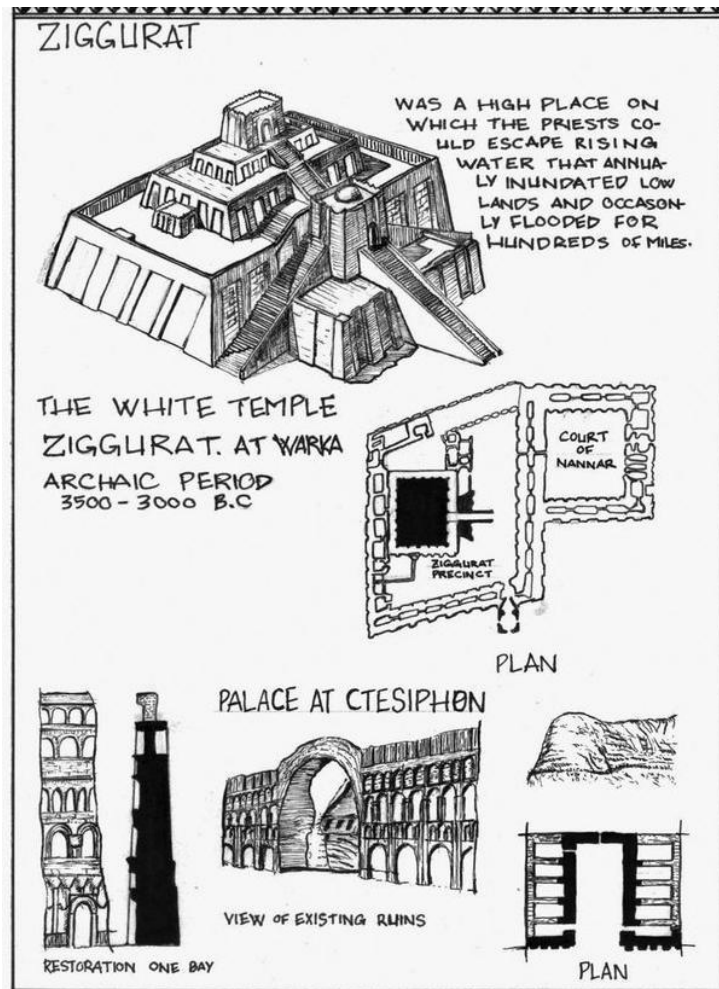 ZIGGURAT
WAS A HIGH PLACE ON
WHICH THE PRIESTS CO-
ULD ESCAPE RISING
WATER THAT ANNUA-
LY INUNDATED LOW
LANDS AND OCCASON-
LY FLOODED FOR
HUNDREDS OF MILES.
THE WHITE TEMPLE
ZIGGURAT. AT WARKA
ARCHAIC PERIOD
3500 - 3000 B.C
COURT
OF
NANNAR
ZIGGURAT
PRECINCT
PLAN
PALACE AT CTESIPHON
VIEW OF EXISTING RUINS
RESTORATION ONE BAY
PLAN